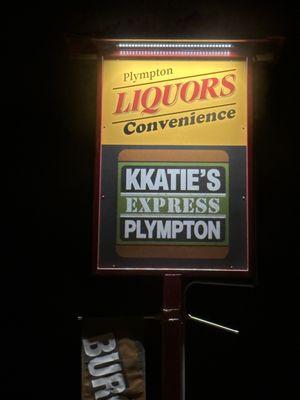 Plympton
LIQUORS
Convenience
KKATIE'S
EXPRESS
PLYMPTON